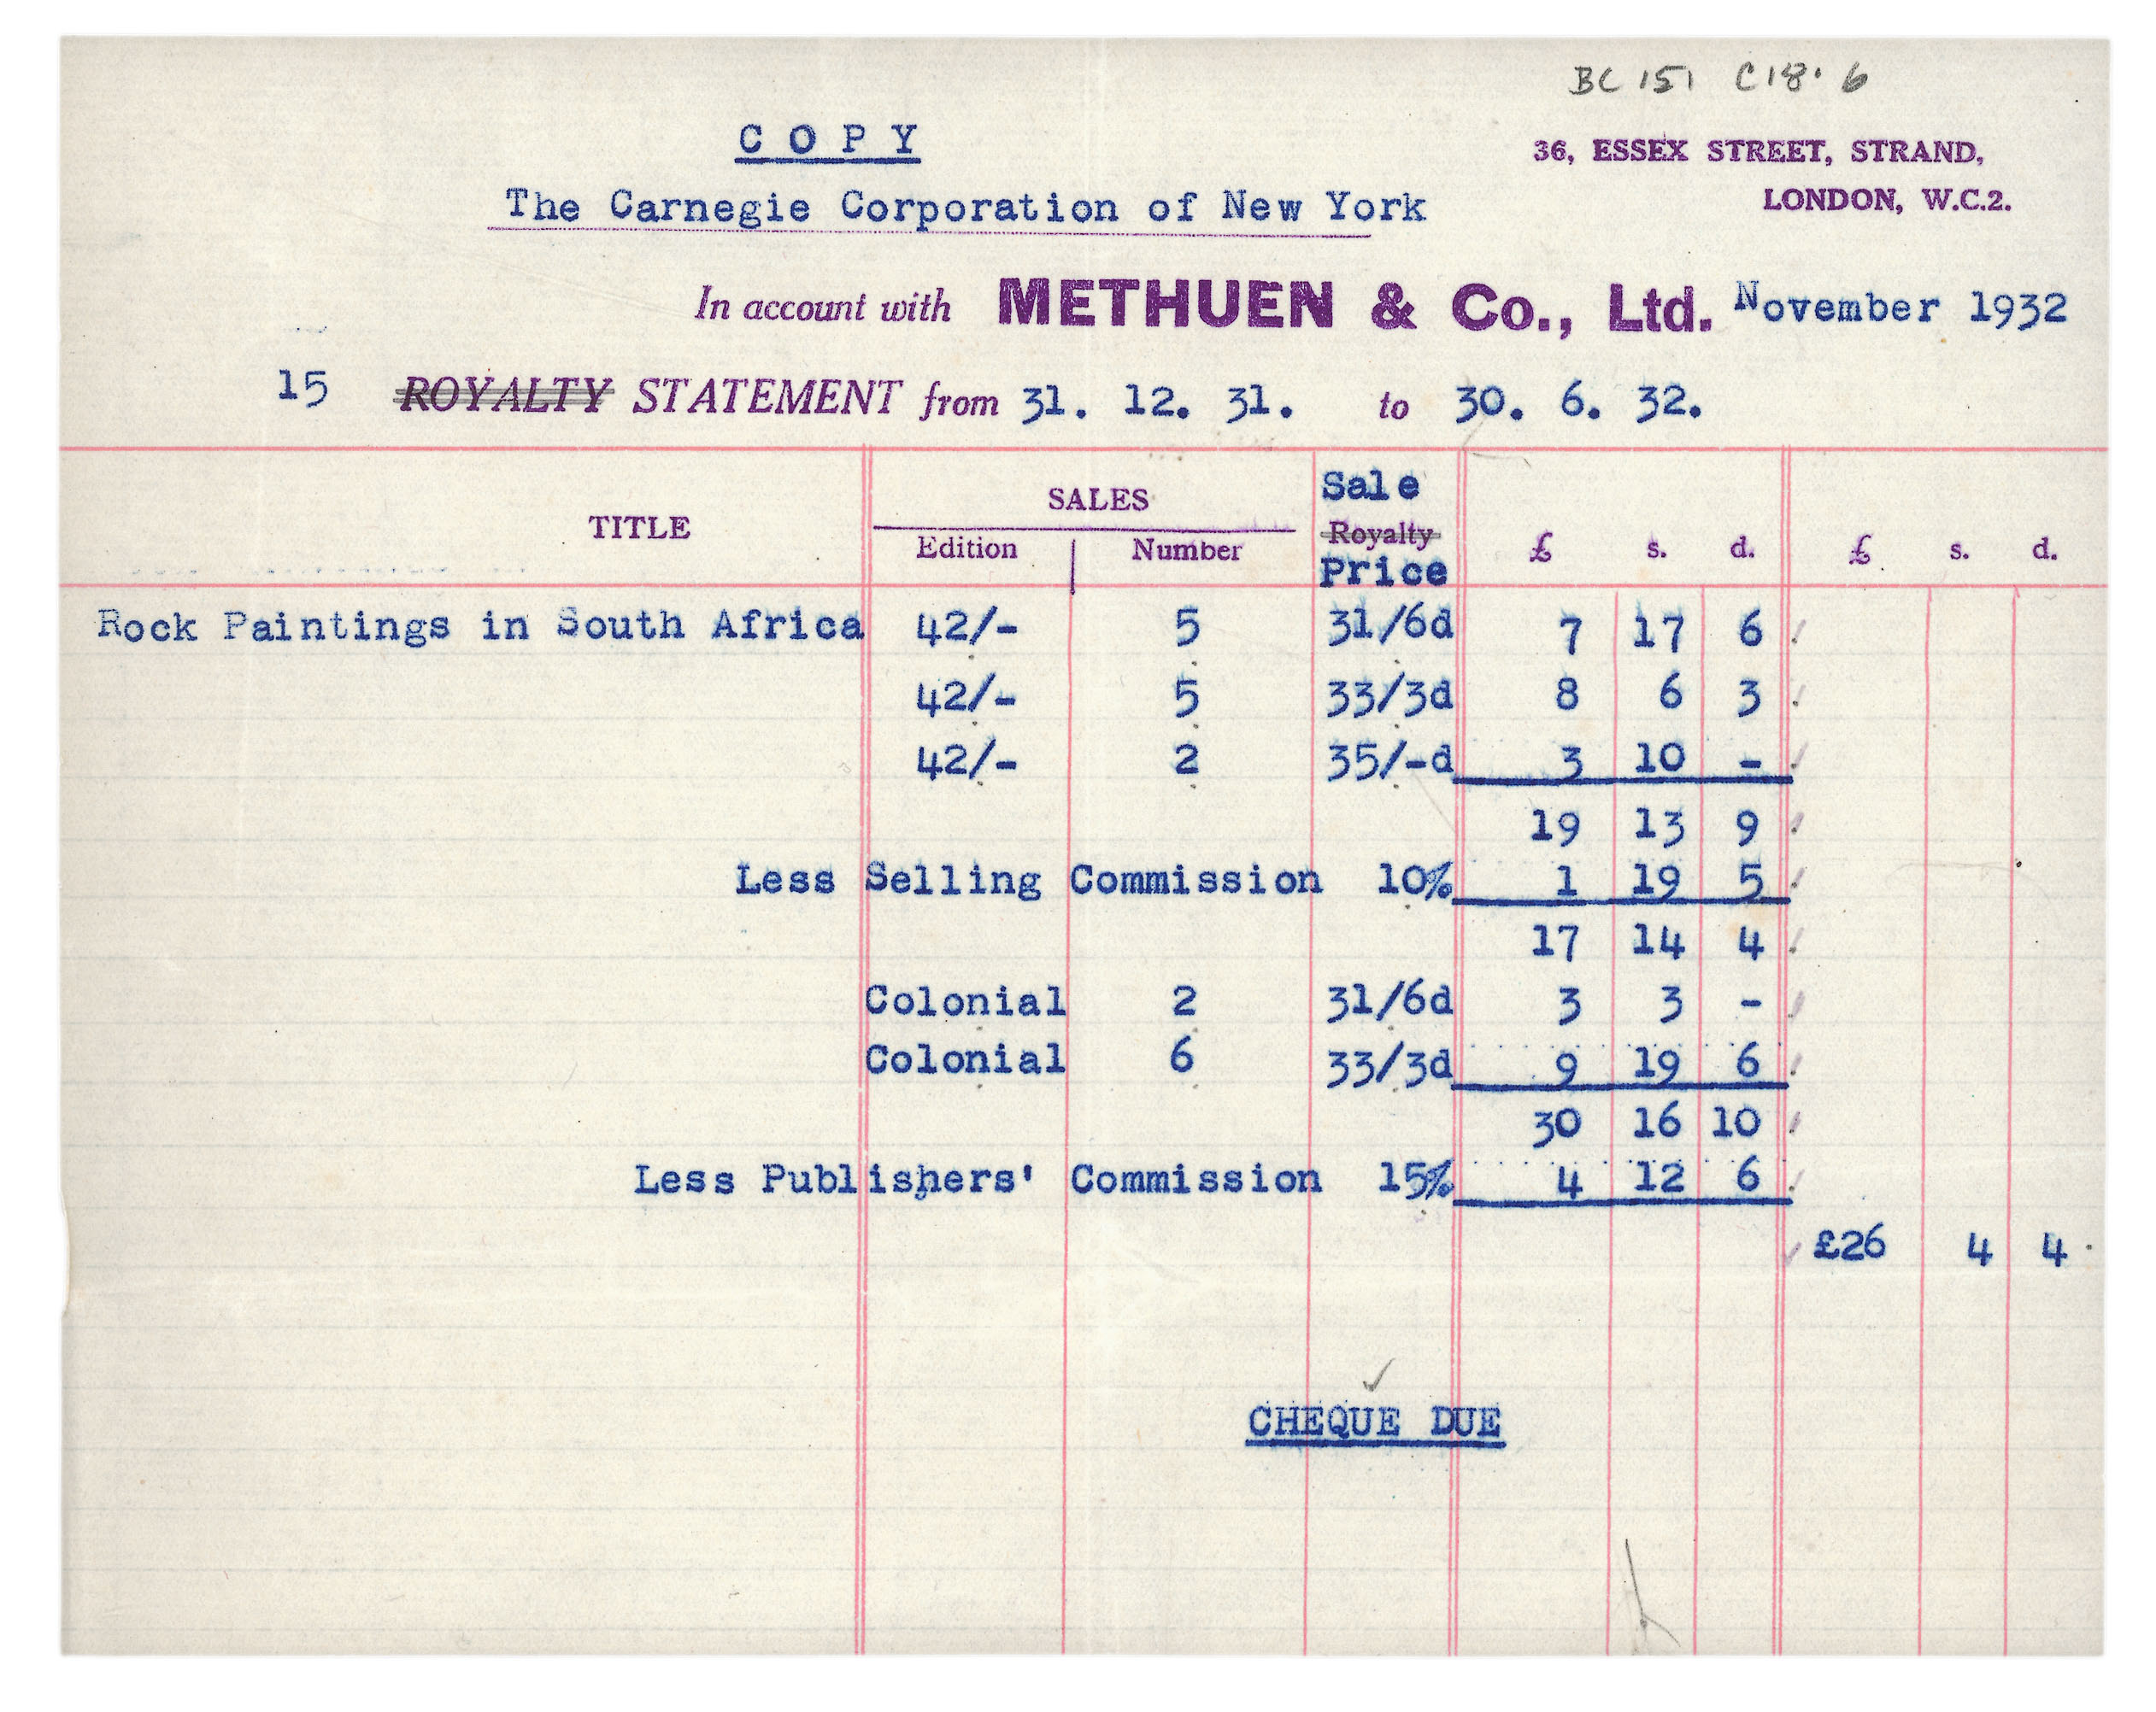 BC 151 C18.6
COPY
36, ESSEX STREET, STRAND,
LONDON, W.C.2.
The Carnegie Corporation of New York
In account with METHUEN & Co., Ltd. November 1932
15 ROYALTY STATEMENT from 31. 12. 31. to 30. 6. 32.
TITLE SALES Sale Royalty Price £ s. d. £ s. d.
Edition Number
Rock Paintings in South Africa 42/- 5 31/6d 7 17 6
42/- 5 33/3d 8 6 3
42/- 2 35/-d 3 10 -
19 13 9
Less Selling Commission 10% 1 19 5
17 14 4
Colonial 2 31/6d 3 3 -
Colonial 6 33/3d 9 19 6
30 16 10
Less Publishers' Commission 15% 4 12 6
£26 4 4
CHEQUE DUE